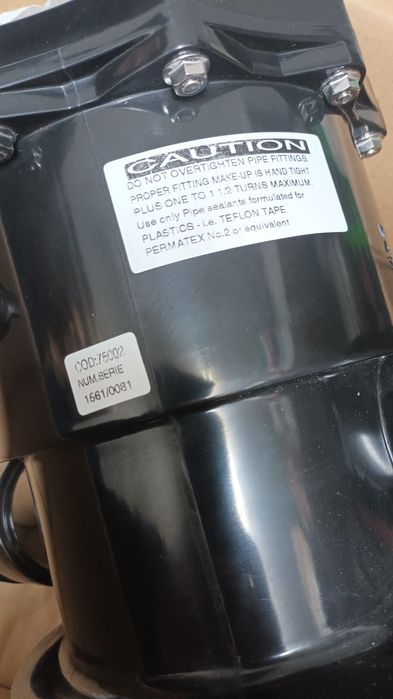 CAUTION
DO NOT OVERTIGHTEN PIPE FITTINGS.
PROPER FITTING MAKE-UP IS HAND TIGHT
PLUS ONE TO 1 1/2 TURNS MAXIMUM.
Use only Pipe sealants formulated for
PLASTICS - i.e. TEFLON TAPE
PERMATEX No.2 or equivalent
COD:75002
NUM.SERIE
1561/0081